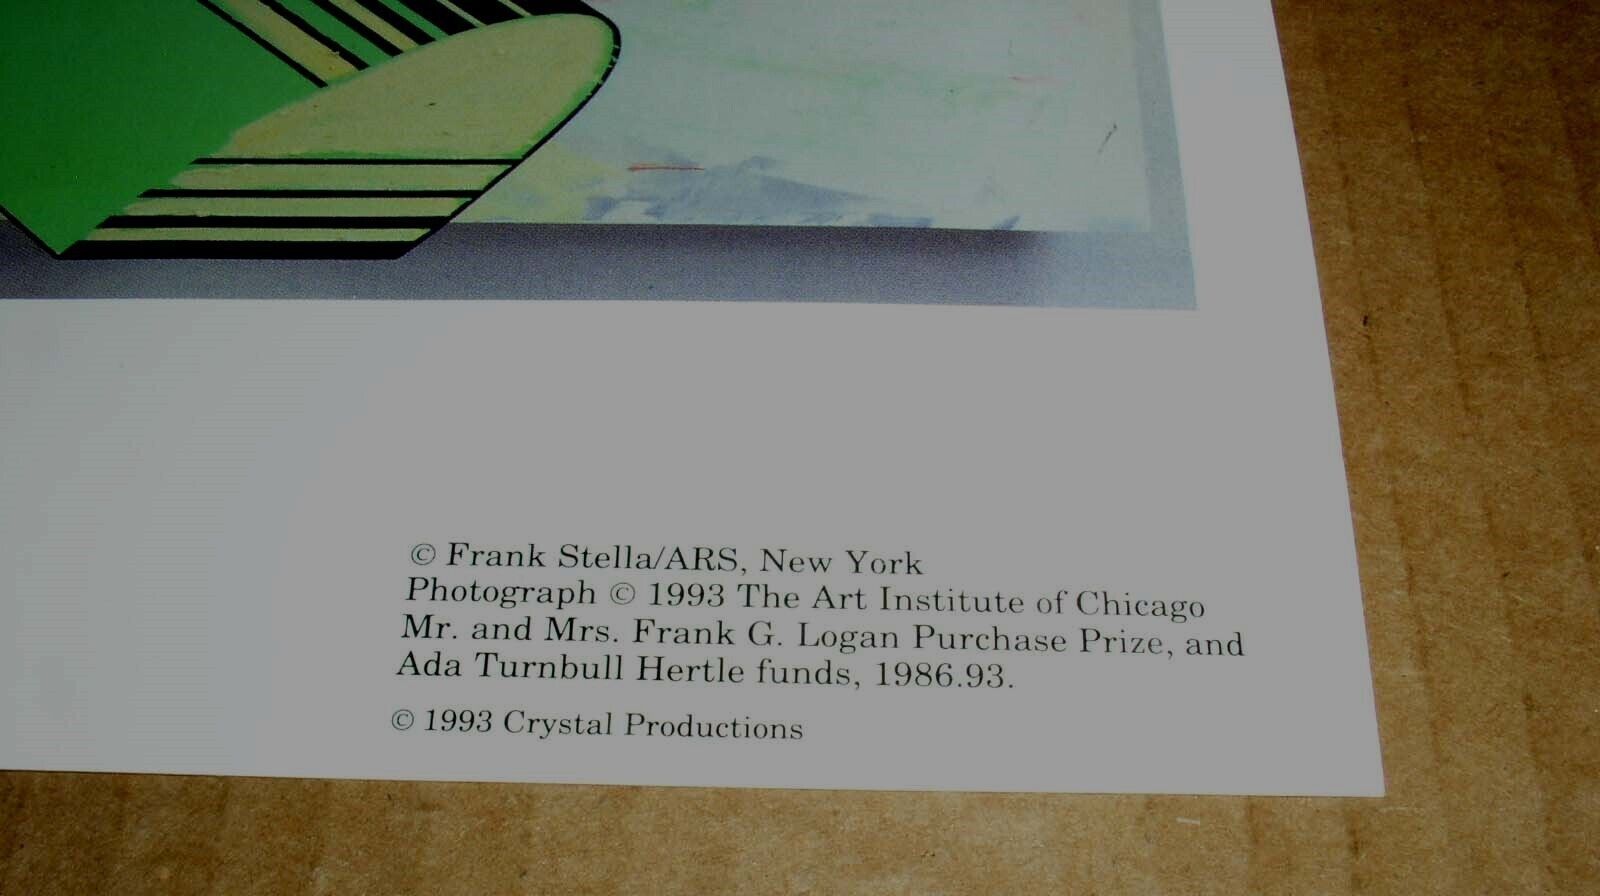 © Frank Stella/ARS, New York
Photograph © 1993 The Art Institute of Chicago
Mr. and Mrs. Frank G. Logan Purchase Prize, and
Ada Turnbull Hertle funds, 1986.93.
© 1993 Crystal Productions